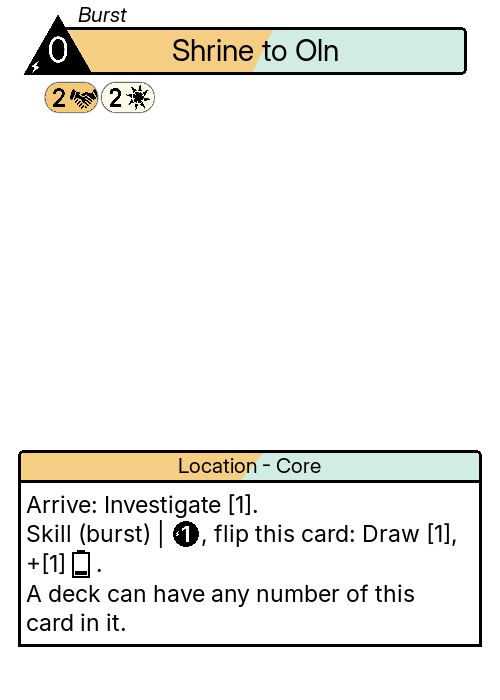 Burst
0
Shrine to Oln
2 2
Location - Core
Arrive: Investigate [1].
Skill (burst) | 1, flip this card: Draw [1],
+[1] .
A deck can have any number of this
card in it.